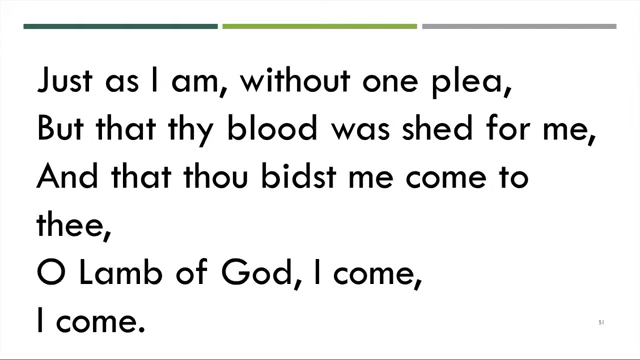 Just as I am, without one plea,
But that thy blood was shed for me,
And that thou bidst me come to
thee,
O Lamb of God, I come,
I come.
51